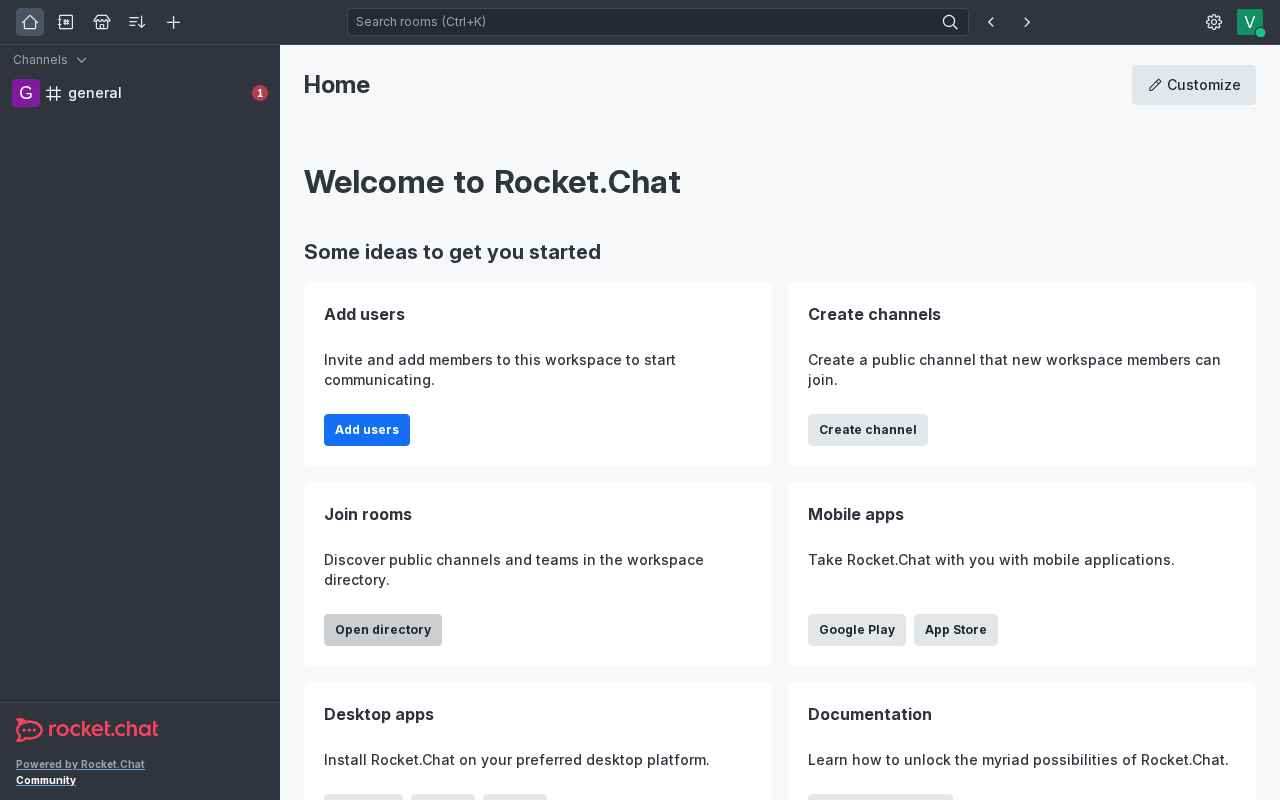 Search rooms (Ctrl+K)
V
Channels
G general 1
rocket.chat
Powered by Rocket.Chat
Community
Home
Customize
Welcome to Rocket.Chat
Some ideas to get you started
Add users
Invite and add members to this workspace to start
communicating.
Add users
Create channels
Create a public channel that new workspace members can
join.
Create channel
Join rooms
Discover public channels and teams in the workspace
directory.
Open directory
Mobile apps
Take Rocket.Chat with you with mobile applications.
Google Play App Store
Desktop apps
Install Rocket.Chat on your preferred desktop platform.
Documentation
Learn how to unlock the myriad possibilities of Rocket.Chat.